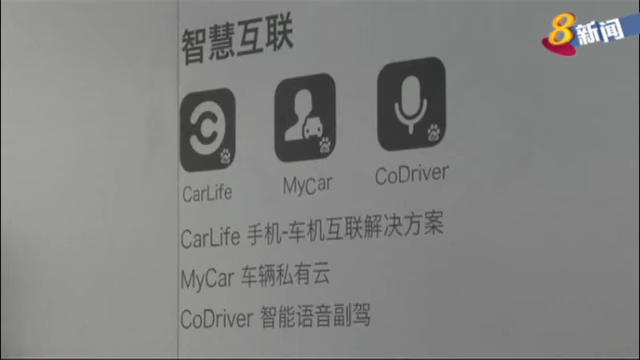 8新闻
智慧互联
CarLife
MyCar
CoDriver
CarLife 手机-车机互联解决方案
MyCar 车辆私有云
CoDriver 智能语音副驾